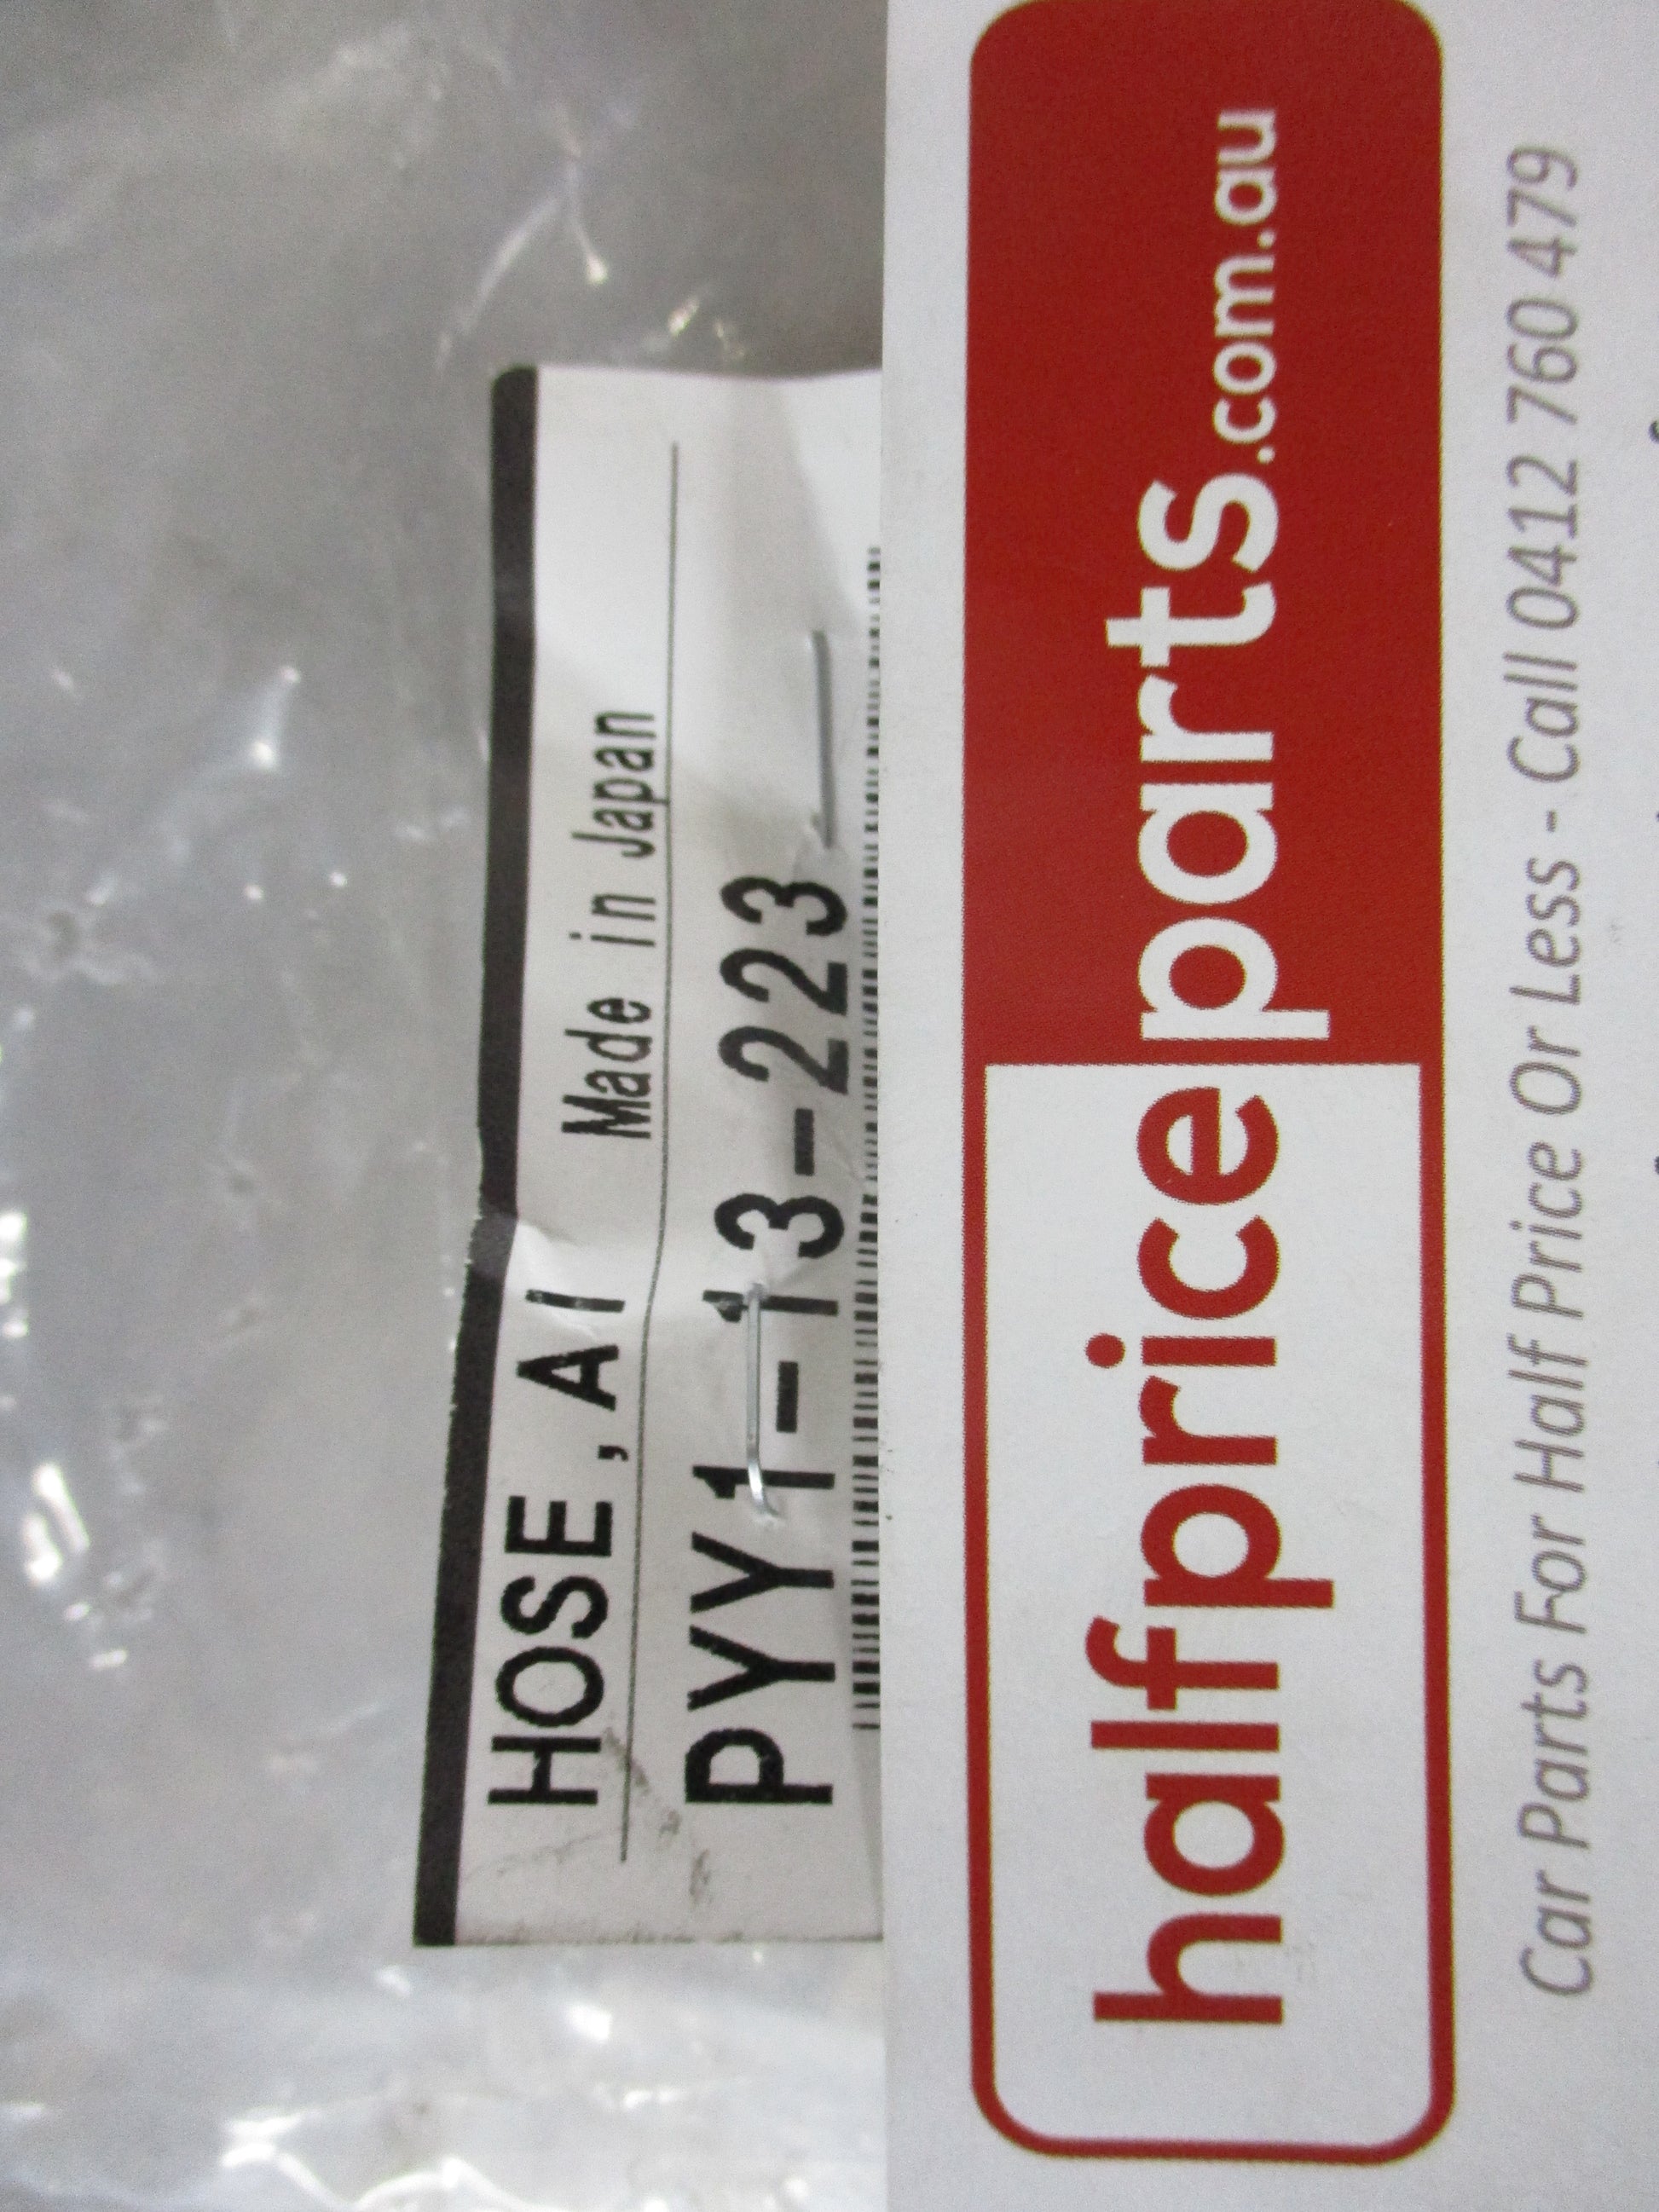 HOSE, AI Made in Japan
PYY1-13-223
halfpriceparts.com.au
Car Parts For Half Price Or Less - Call 0412 760 479